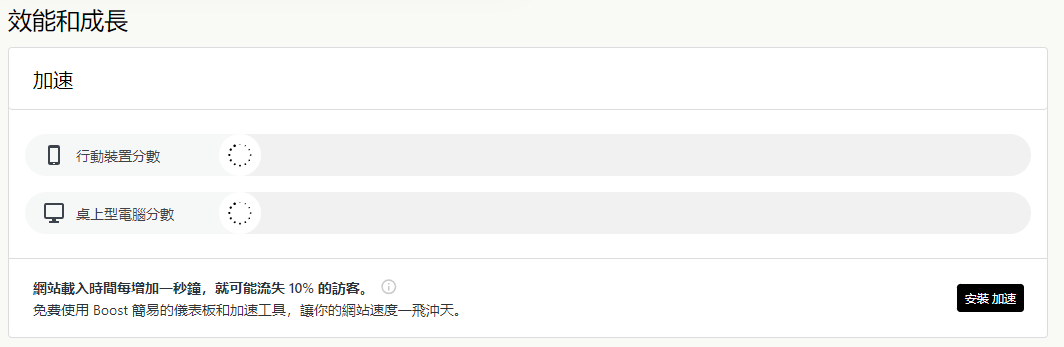 效能和成長
加速
行動裝置分數
桌上型電腦分數
網站載入時間每增加一秒鐘，就可能流失 10% 的訪客。
免費使用 Boost 簡易的儀表板和加速工具，讓你的網站速度一飛沖天。
安裝 加速